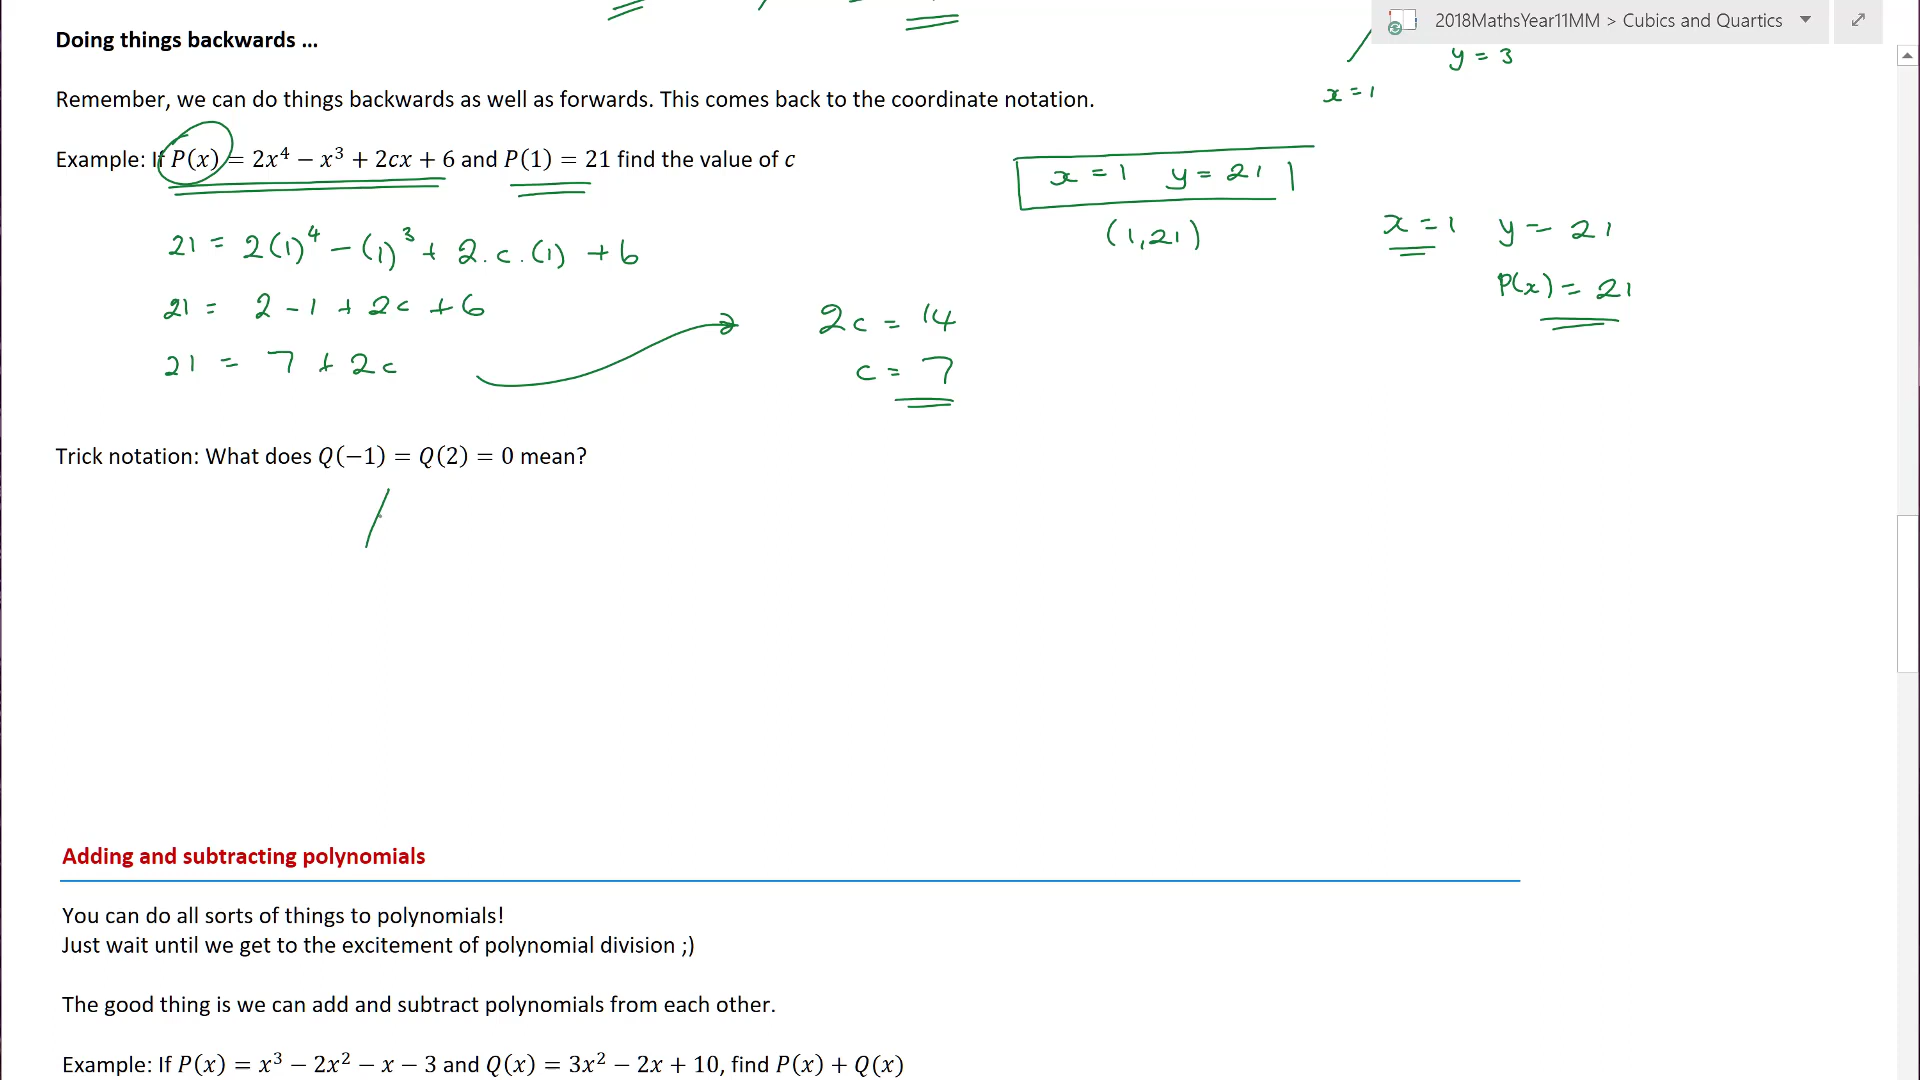 2018MathsYear11MM > Cubics and Quartics
Doing things backwards ...
y = 3
x = 1
Remember, we can do things backwards as well as forwards. This comes back to the coordinate notation.
Example: If P(x) = 2x⁴ − x³ + 2cx + 6 and P(1) = 21 find the value of c
x = 1 y = 21
(1,21)
x = 1 y = 21
P(x) = 21
21 = 2(1)⁴ − (1)³ + 2.c.(1) + 6
21 = 2 − 1 + 2c + 6
21 = 7 + 2c
2c = 14
c = 7
Trick notation: What does Q(−1) = Q(2) = 0 mean?
Adding and subtracting polynomials
You can do all sorts of things to polynomials!
Just wait until we get to the excitement of polynomial division ;)
The good thing is we can add and subtract polynomials from each other.
Example: If P(x) = x³ − 2x² − x − 3 and Q(x) = 3x² − 2x + 10, find P(x) + Q(x)